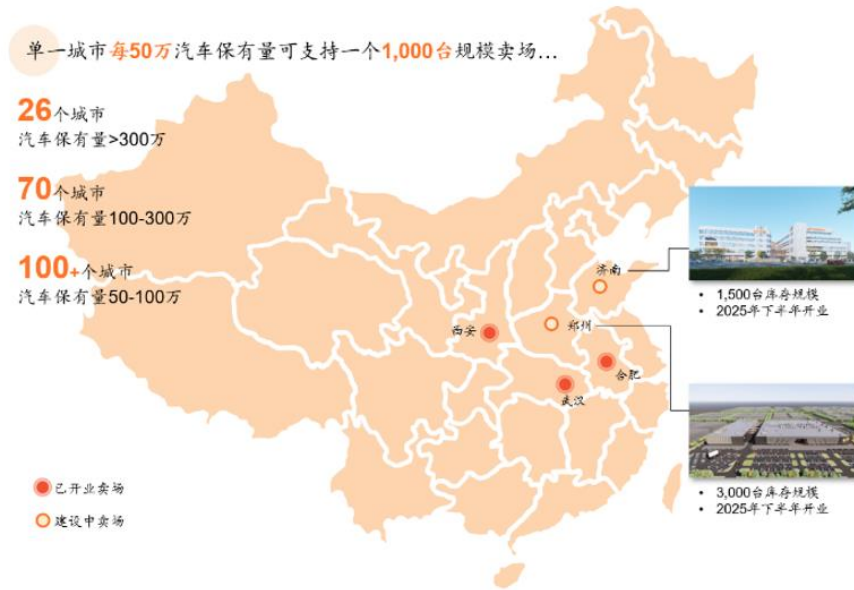 单一城市每50万汽车保有量可支持一个1,000台规模卖场...
26个城市
汽车保有量>300万
70个城市
汽车保有量100-300万
100+个城市
汽车保有量50-100万
济南
• 1,500台库存规模
• 2025年下半年开业
西安
郑州
合肥
武汉
• 3,000台库存规模
• 2025年下半年开业
已开业卖场
建设中卖场